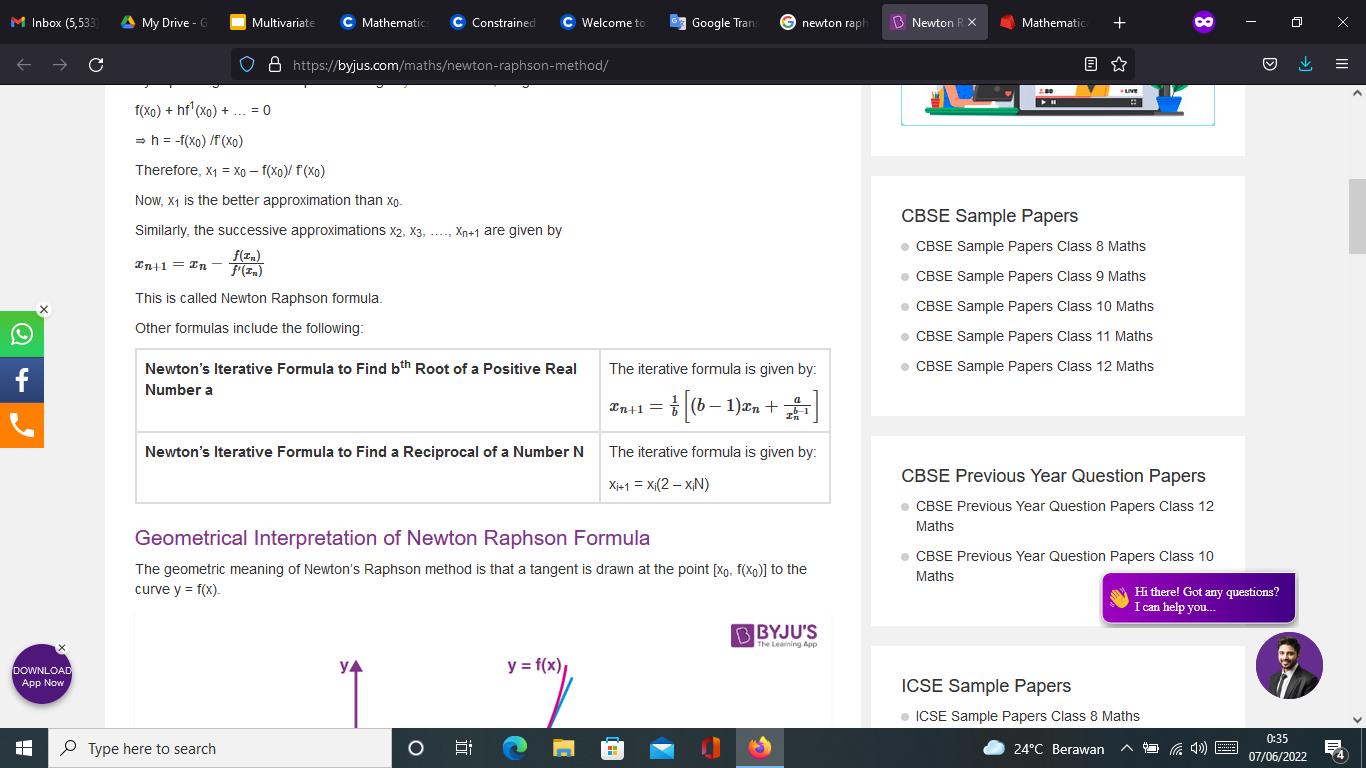 Inbox (5,533
My Drive - G
Multivariate
Mathematic
Constrained
Welcome to
Google Tran
newton raph
Newton R
Mathematic
https://byjus.com/maths/newton-raphson-method/
f(x₀) + hf¹(x₀) + … = 0
⇒ h = -f(x₀) /f'(x₀)
Therefore, x₁ = x₀ – f(x₀)/ f'(x₀)
Now, x₁ is the better approximation than x₀.
Similarly, the successive approximations x₂, x₃, …., xₙ₊₁ are given by
xₙ₊₁ = xₙ − f(xₙ)/f'(xₙ)
This is called Newton Raphson formula.
Other formulas include the following:
Newton's Iterative Formula to Find bᵗʰ Root of a Positive Real
Number a
The iterative formula is given by:
xₙ₊₁ = 1/b [(b − 1)xₙ + a/xₙᵇ⁻¹]
Newton's Iterative Formula to Find a Reciprocal of a Number N
The iterative formula is given by:
xᵢ₊₁ = xᵢ(2 – xᵢN)
Geometrical Interpretation of Newton Raphson Formula
The geometric meaning of Newton's Raphson method is that a tangent is drawn at the point [x₀, f(x₀)] to the
curve y = f(x).
BYJU'S
The Learning App
y
y = f(x)
DOWNLOAD
App Now
BD
LIVE
CBSE Sample Papers
CBSE Sample Papers Class 8 Maths
CBSE Sample Papers Class 9 Maths
CBSE Sample Papers Class 10 Maths
CBSE Sample Papers Class 11 Maths
CBSE Sample Papers Class 12 Maths
CBSE Previous Year Question Papers
CBSE Previous Year Question Papers Class 12
Maths
CBSE Previous Year Question Papers Class 10
Maths
Hi there! Got any questions?
I can help you...
ICSE Sample Papers
ICSE Sample Papers Class 8 Maths
Type here to search
24°C Berawan
0:35
07/06/2022
4